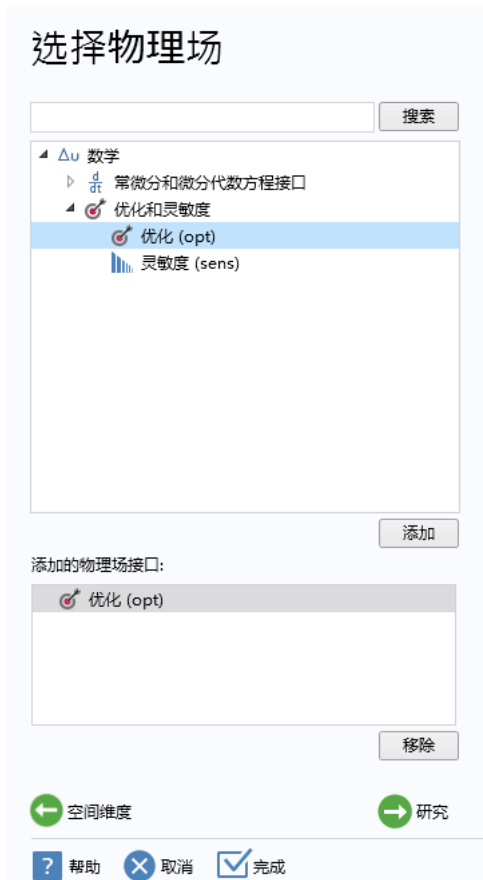 选择物理场
搜索
Δu 数学
d/dt 常微分和微分代数方程接口
优化和灵敏度
优化 (opt)
灵敏度 (sens)
添加
添加的物理场接口:
优化 (opt)
移除
空间维度 研究
? 帮助 取消 完成